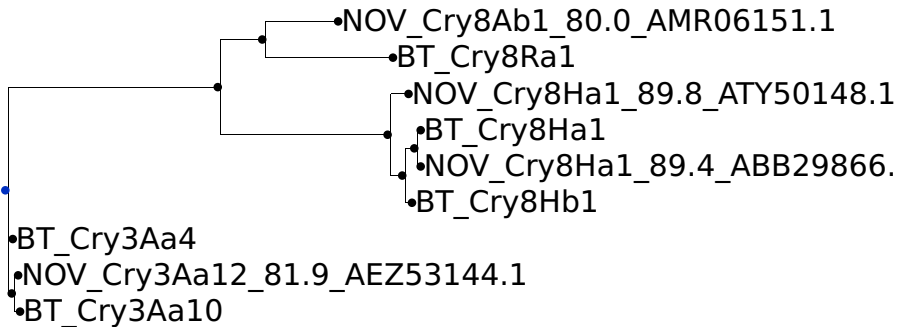 NOV_Cry8Ab1_80.0_AMR06151.1
BT_Cry8Ra1
NOV_Cry8Ha1_89.8_ATY50148.1
BT_Cry8Ha1
NOV_Cry8Ha1_89.4_ABB29866.
BT_Cry8Hb1
BT_Cry3Aa4
NOV_Cry3Aa12_81.9_AEZ53144.1
BT_Cry3Aa10